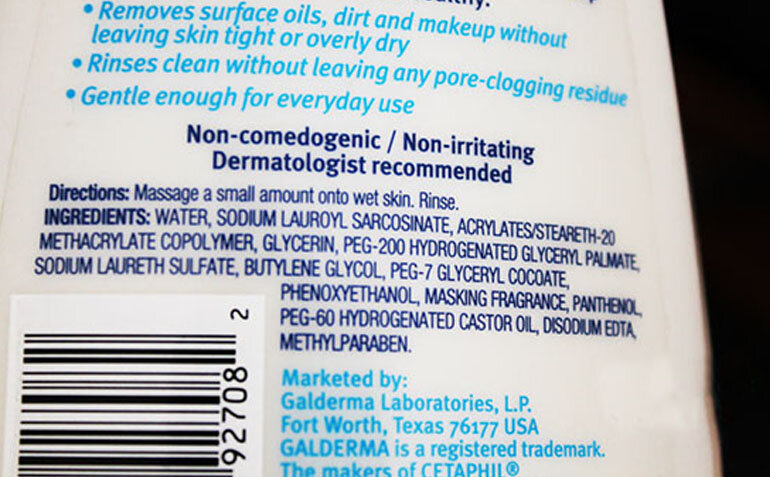 • Removes surface oils, dirt and makeup without
leaving skin tight or overly dry
• Rinses clean without leaving any pore-clogging residue
• Gentle enough for everyday use
Non-comedogenic / Non-irritating
Dermatologist recommended
Directions: Massage a small amount onto wet skin. Rinse.
INGREDIENTS: WATER, SODIUM LAUROYL SARCOSINATE, ACRYLATES/STEARETH-20
METHACRYLATE COPOLYMER, GLYCERIN, PEG-200 HYDROGENATED GLYCERYL PALMATE,
SODIUM LAURETH SULFATE, BUTYLENE GLYCOL, PEG-7 GLYCERYL COCOATE,
PHENOXYETHANOL, MASKING FRAGRANCE, PANTHENOL,
PEG-60 HYDROGENATED CASTOR OIL, DISODIUM EDTA,
METHYLPARABEN.
92708 2
Marketed by:
Galderma Laboratories, L.P.
Fort Worth, Texas 76177 USA
GALDERMA is a registered trademark.
The makers of CETAPHIL®